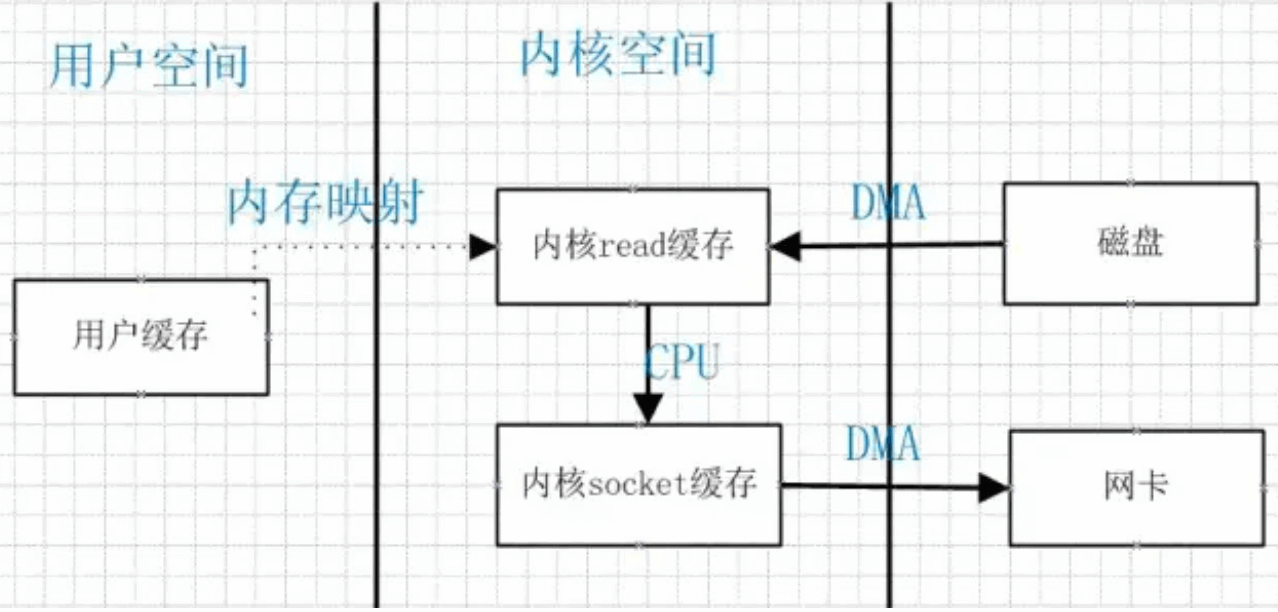 用户空间
内核空间
内存映射
DMA
内核read缓存
磁盘
用户缓存
CPU
DMA
内核socket缓存
网卡